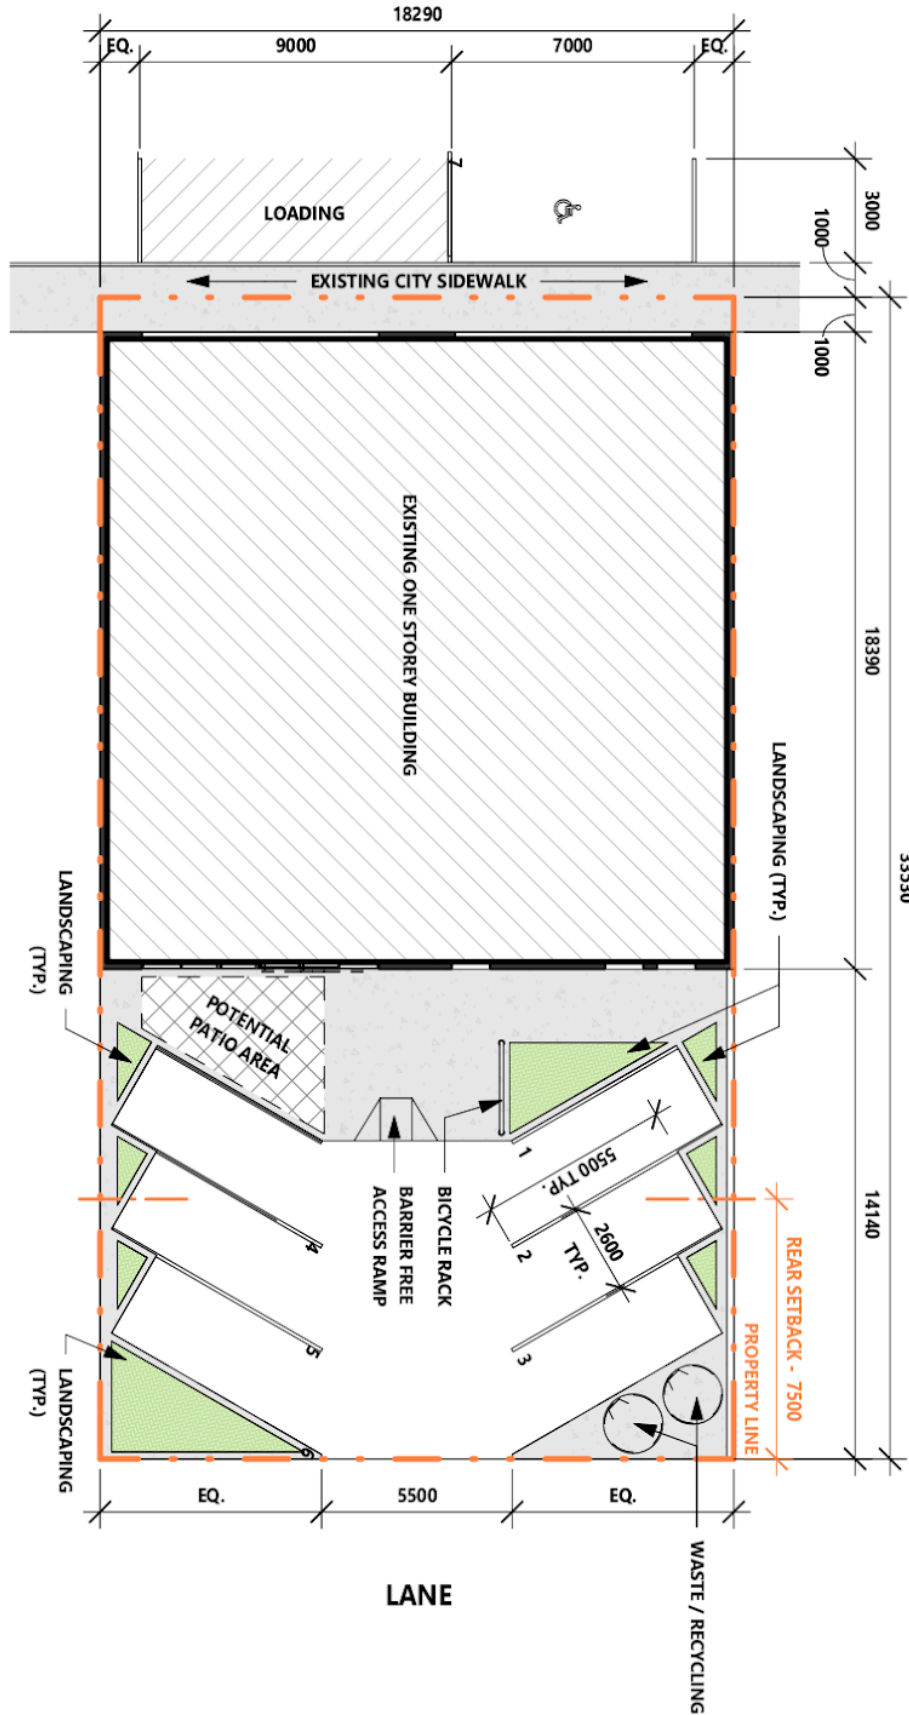 18290
EQ.
9000
7000
EQ.
7
LOADING
3000
1000
EXISTING CITY SIDEWALK
1000
EXISTING ONE STOREY BUILDING
18390
33530
LANDSCAPING (TYP.)
LANDSCAPING
(TYP.)
POTENTIAL
PATIO AREA
1
5500 TYP.
2
2600
TYP.
3
4
5
6
BICYCLE RACK
BARRIER FREE
ACCESS RAMP
14140
REAR SETBACK - 7500
PROPERTY LINE
LANDSCAPING
(TYP.)
EQ.
5500
EQ.
WASTE / RECYCLING
LANE